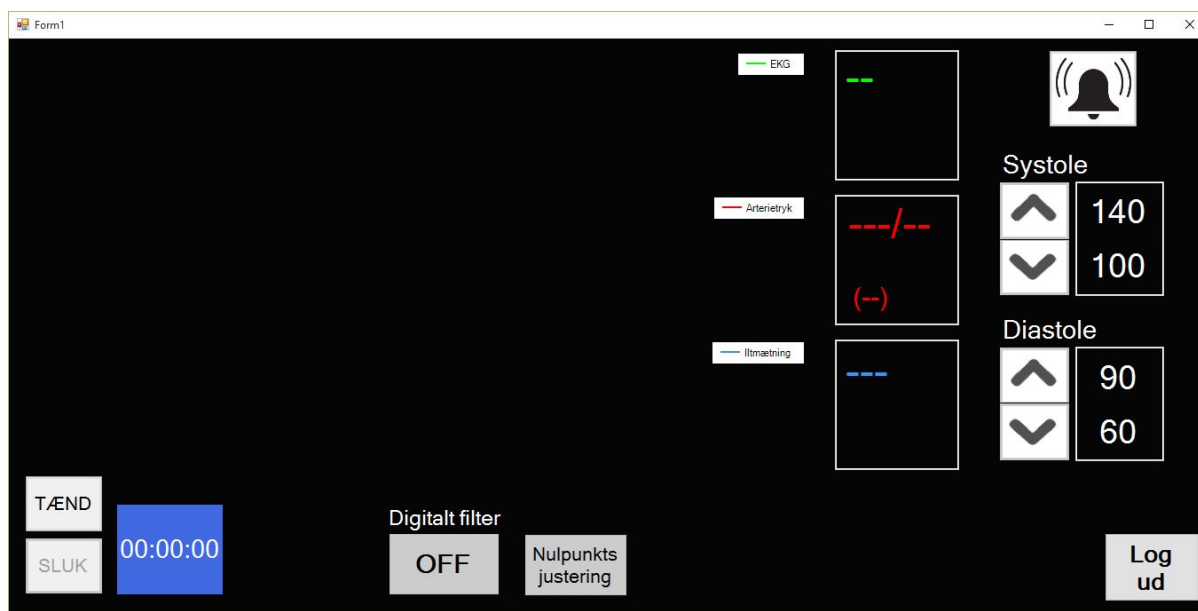 Form1
EKG
--
Systole
140
100
Arterietryk
---/--
(--)
Diastole
90
60
Iltmætning
---
TÆND
SLUK
00:00:00
Digitalt filter
OFF
Nulpunkts
justering
Log
ud